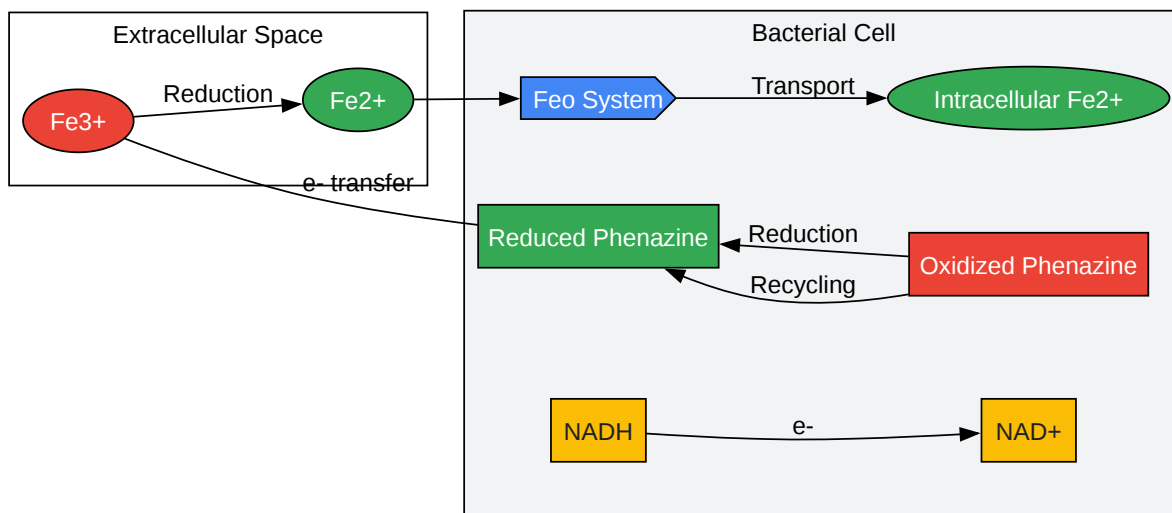 Extracellular Space
Bacterial Cell
Fe3+
Reduction
Fe2+
Feo System
Transport
Intracellular Fe2+
e- transfer
Reduced Phenazine
Reduction
Recycling
Oxidized Phenazine
NADH
e-
NAD+